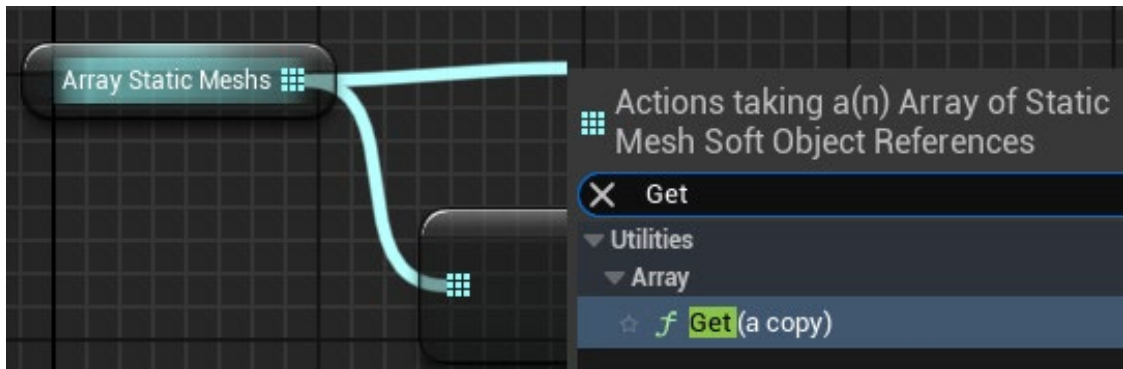 Array Static Meshs
Actions taking a(n) Array of Static
Mesh Soft Object References
Get
Utilities
Array
Get (a copy)